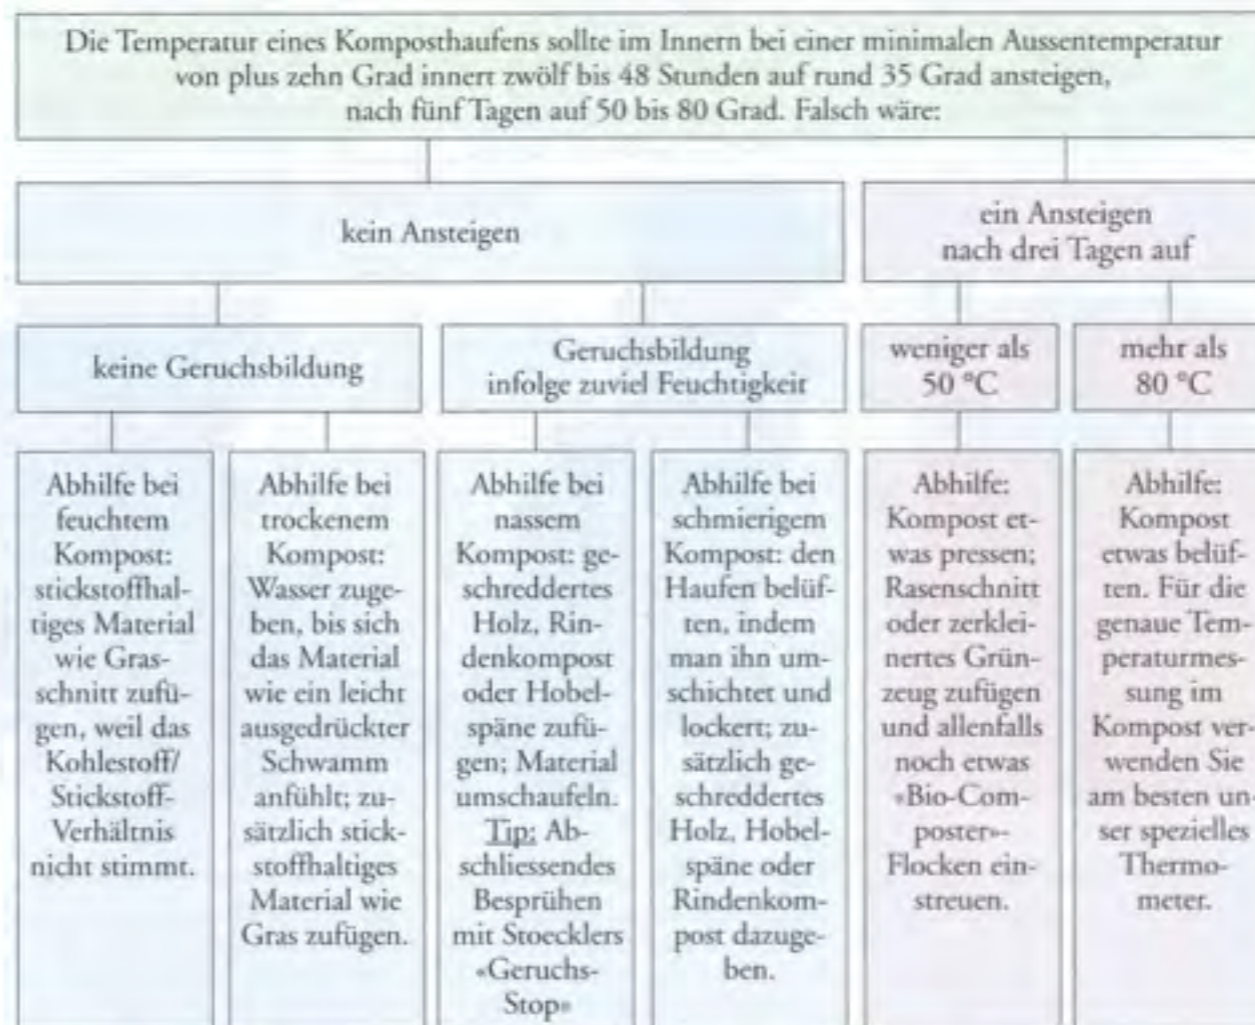 Die Temperatur eines Komposthaufens sollte im Innern bei einer minimalen Aussentemperatur
von plus zehn Grad innert zwölf bis 48 Stunden auf rund 35 Grad ansteigen,
nach fünf Tagen auf 50 bis 80 Grad. Falsch wäre:
kein Ansteigen
ein Ansteigen
nach drei Tagen auf
keine Geruchsbildung
Geruchsbildung
infolge zuviel Feuchtigkeit
weniger als
50 °C
mehr als
80 °C
Abhilfe bei
feuchtem
Kompost:
stickstoffhal-
tiges Material
wie Gras-
schnitt zufü-
gen, weil das
Kohlestoff/
Stickstoff-
Verhältnis
nicht stimmt.
Abhilfe bei
trockenem
Kompost:
Wasser zuge-
ben, bis sich
das Material
wie ein leicht
ausgedrückter
Schwamm
anfühlt; zu-
sätzlich stick-
stoffhaltiges
Material wie
Gras zufügen.
Abhilfe bei
nassem
Kompost: ge-
schreddertes
Holz, Rin-
denkompost
oder Hobel-
späne zufü-
gen; Material
umschaufeln.
Tip: Ab-
schliessendes
Besprühen
mit Stoecklers
«Geruchs-
Stop»
Abhilfe bei
schmierigem
Kompost: den
Haufen belüf-
ten, indem
man ihn um-
schichtet und
lockert; zu-
sätzlich ge-
schreddertes
Holz, Hobel-
späne oder
Rindenkom-
post dazuge-
ben.
Abhilfe:
Kompost et-
was pressen;
Rasenschnitt
oder zerklei-
nertes Grün-
zeug zufügen
und allenfalls
noch etwas
«Bio-Com-
poster»-
Flocken ein-
streuen.
Abhilfe:
Kompost
etwas belüf-
ten. Für die
genaue Tem-
peraturmes-
sung im
Kompost ver-
wenden Sie
am besten un-
ser spezielles
Thermo-
meter.